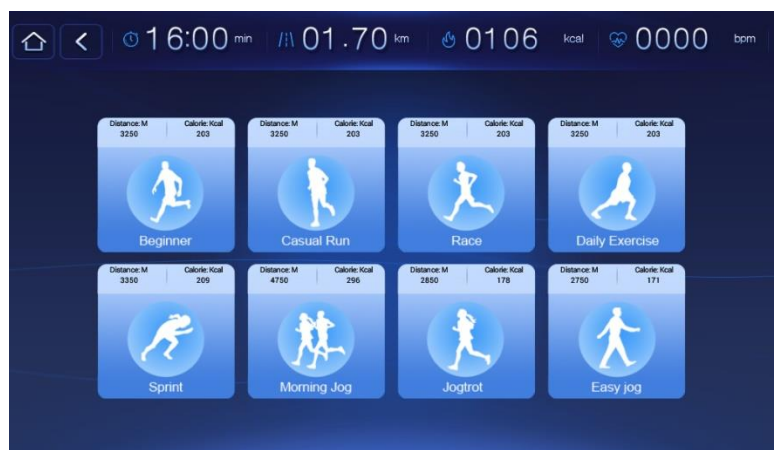 16:00 min 01.70 km 0106 kcal 0000 bpm
Distance: M Calorie: Kcal Distance: M Calorie: Kcal Distance: M Calorie: Kcal Distance: M Calorie: Kcal
3250 203 3250 203 3250 203 3250 203
Beginner Casual Run Race Daily Exercise
Distance: M Calorie: Kcal Distance: M Calorie: Kcal Distance: M Calorie: Kcal Distance: M Calorie: Kcal
3350 209 4750 296 2850 178 2750 171
Sprint Morning Jog Jogtrot Easy jog